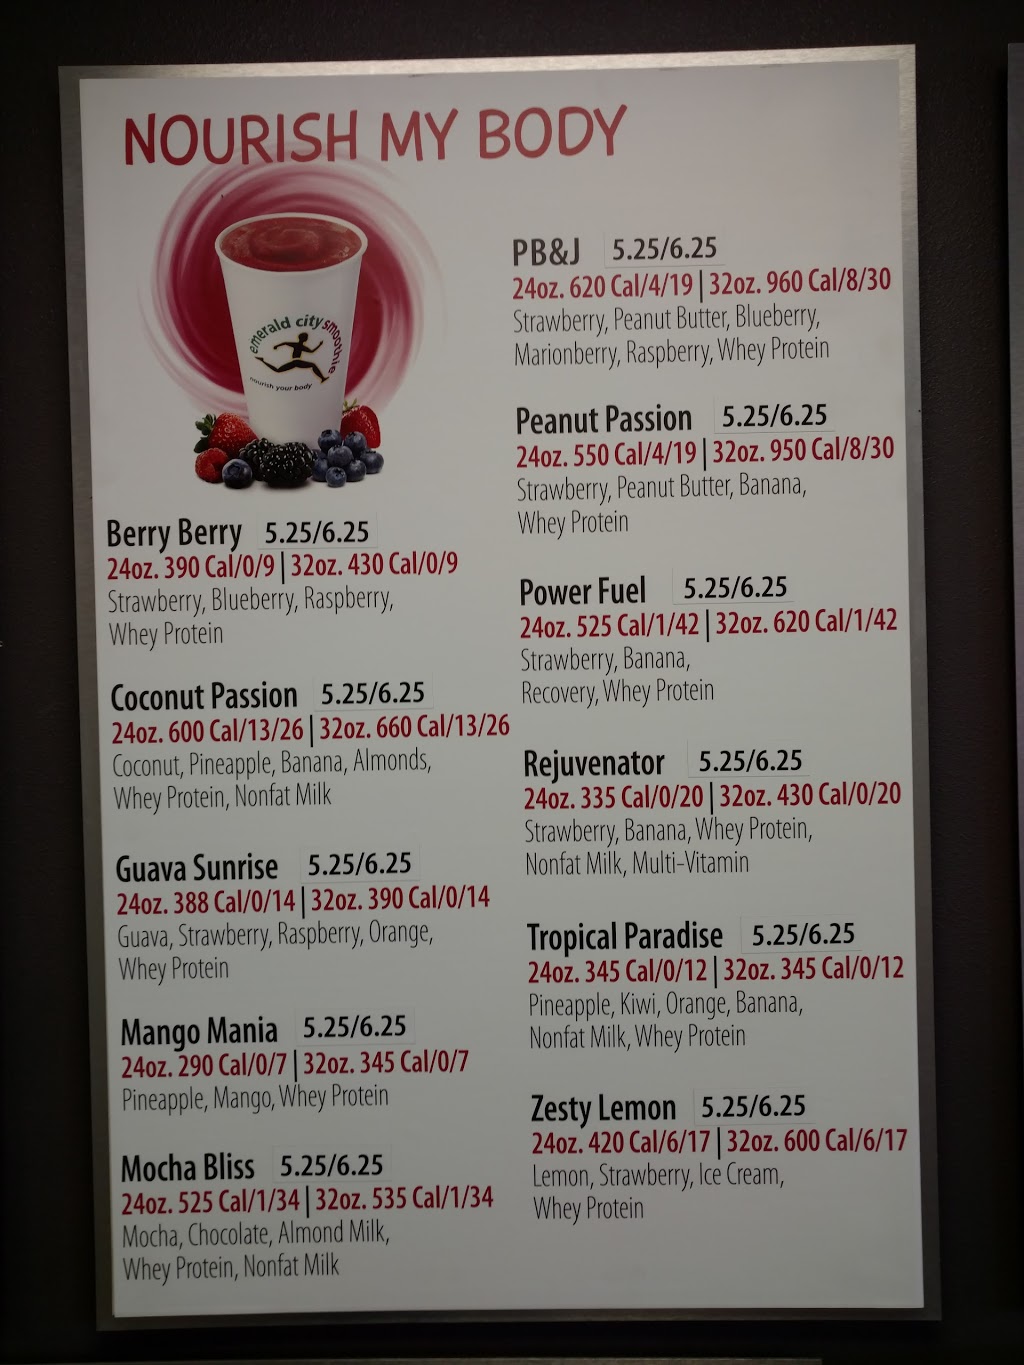 NOURISH MY BODY
emerald city smoothie
nourish your body
Berry Berry 5.25/6.25
24oz. 390 Cal/0/9 | 32oz. 430 Cal/0/9
Strawberry, Blueberry, Raspberry,
Whey Protein
Coconut Passion 5.25/6.25
24oz. 600 Cal/13/26 | 32oz. 660 Cal/13/26
Coconut, Pineapple, Banana, Almonds,
Whey Protein, Nonfat Milk
Guava Sunrise 5.25/6.25
24oz. 388 Cal/0/14 | 32oz. 390 Cal/0/14
Guava, Strawberry, Raspberry, Orange,
Whey Protein
Mango Mania 5.25/6.25
24oz. 290 Cal/0/7 | 32oz. 345 Cal/0/7
Pineapple, Mango, Whey Protein
Mocha Bliss 5.25/6.25
24oz. 525 Cal/1/34 | 32oz. 535 Cal/1/34
Mocha, Chocolate, Almond Milk,
Whey Protein, Nonfat Milk
PB&J 5.25/6.25
24oz. 620 Cal/4/19 | 32oz. 960 Cal/8/30
Strawberry, Peanut Butter, Blueberry,
Marionberry, Raspberry, Whey Protein
Peanut Passion 5.25/6.25
24oz. 550 Cal/4/19 | 32oz. 950 Cal/8/30
Strawberry, Peanut Butter, Banana,
Whey Protein
Power Fuel 5.25/6.25
24oz. 525 Cal/1/42 | 32oz. 620 Cal/1/42
Strawberry, Banana,
Recovery, Whey Protein
Rejuvenator 5.25/6.25
24oz. 335 Cal/0/20 | 32oz. 430 Cal/0/20
Strawberry, Banana, Whey Protein,
Nonfat Milk, Multi-Vitamin
Tropical Paradise 5.25/6.25
24oz. 345 Cal/0/12 | 32oz. 345 Cal/0/12
Pineapple, Kiwi, Orange, Banana,
Nonfat Milk, Whey Protein
Zesty Lemon 5.25/6.25
24oz. 420 Cal/6/17 | 32oz. 600 Cal/6/17
Lemon, Strawberry, Ice Cream,
Whey Protein